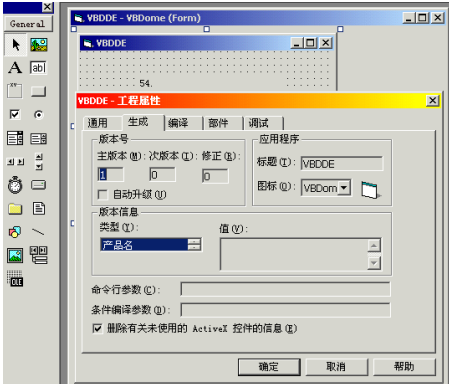 General
VBDDE - VBDome (Form)
VBDDE
A
ab
54.
VBDDE - 工程属性
通用 生成 编译 部件 调试
版本号
主版本(M): 次版本(I): 修正(R):
1 0 0
自动升级(U)
应用程序
标题(T): VBDDE
图标(O): VBDom
版本信息
类型(Y): 值(V):
产品名
命令行参数(C):
条件编译参数(D):
删除有关未使用的 ActiveX 控件的信息(E)
确定 取消 帮助